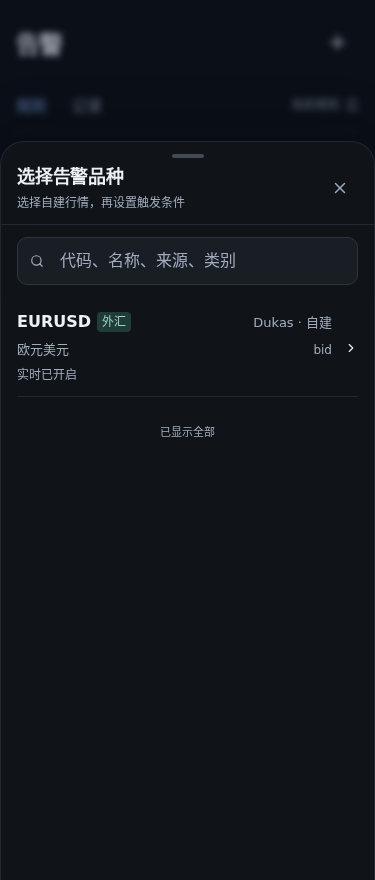 告警
选择告警品种
选择自建行情，再设置触发条件
代码、名称、来源、类别
EURUSD 外汇 Dukas · 自建
欧元美元 bid
实时已开启
已显示全部